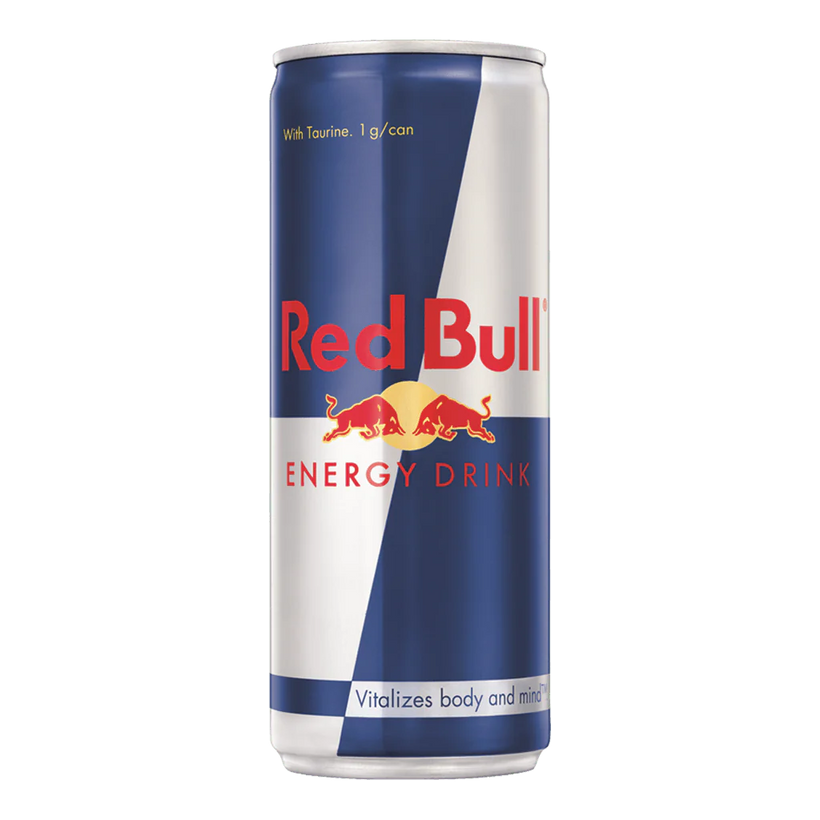 With Taurine. 1 g/can
Red Bull®
ENERGY DRINK
Vitalizes body and mind™